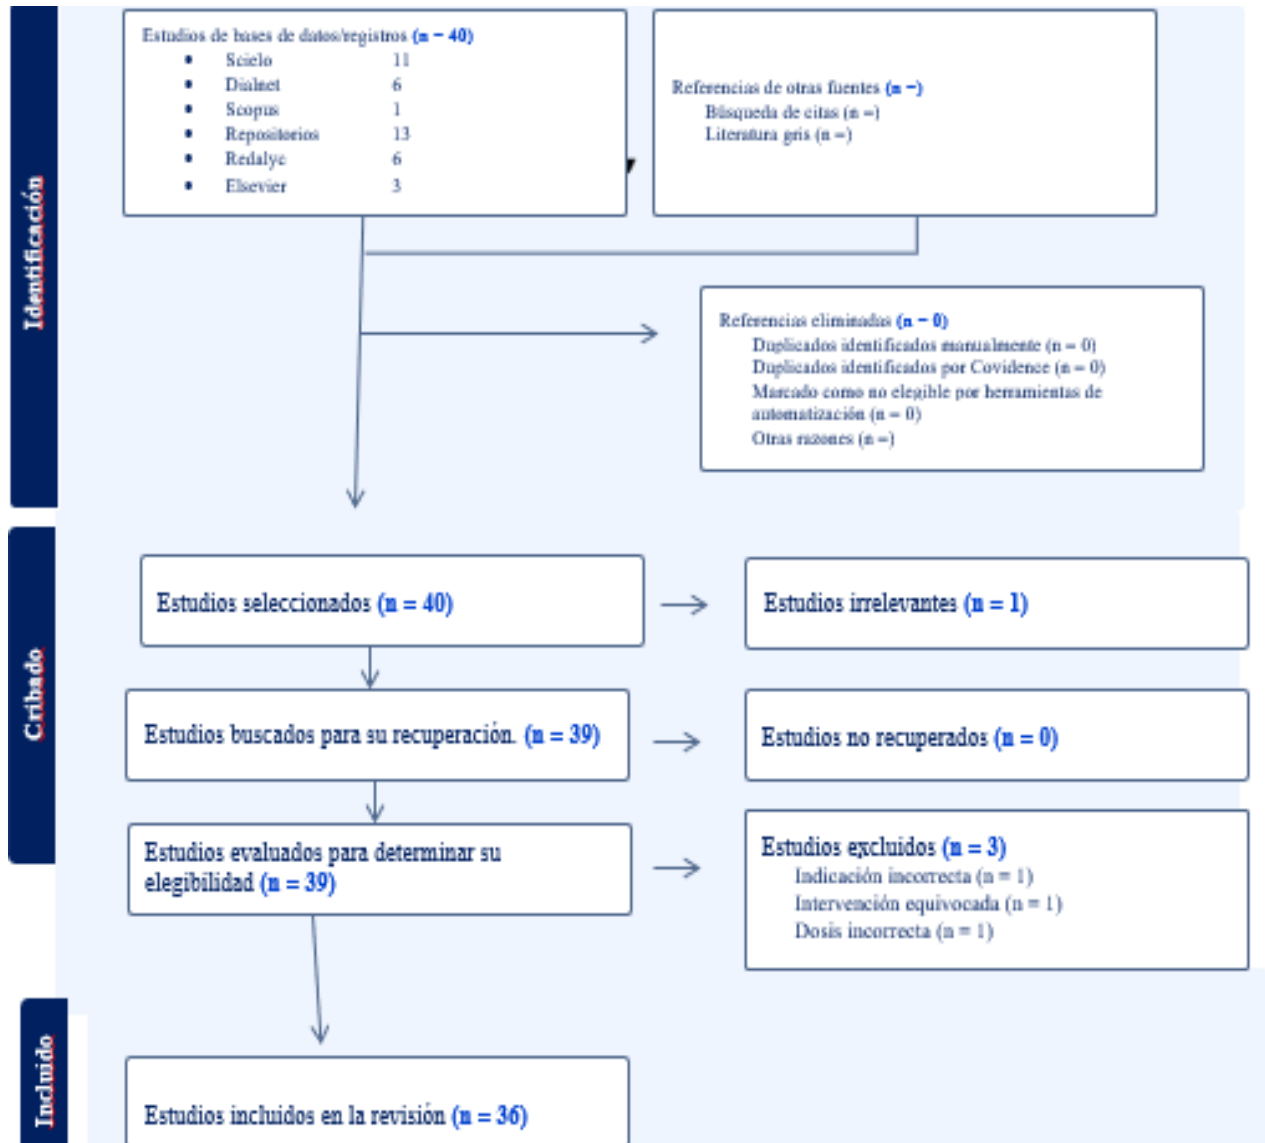 Identificación
Estudios de bases de datos/registros (n = 40)
• Scielo 11
• Dialnet 6
• Scopus 1
• Repositorios 13
• Redalyc 6
• Elsevier 3
Referencias de otras fuentes (n =)
Búsqueda de citas (n =)
Literatura gris (n =)
Referencias eliminadas (n = 0)
Duplicados identificados manualmente (n = 0)
Duplicados identificados por Covidence (n = 0)
Marcado como no elegible por herramientas de
automatización (n = 0)
Otras razones (n =)
Cribado
Estudios seleccionados (n = 40)
Estudios irrelevantes (n = 1)
Estudios buscados para su recuperación. (n = 39)
Estudios no recuperados (n = 0)
Estudios evaluados para determinar su
elegibilidad (n = 39)
Estudios excluidos (n = 3)
Indicación incorrecta (n = 1)
Intervención equivocada (n = 1)
Dosis incorrecta (n = 1)
Incluido
Estudios incluidos en la revisión (n = 36)